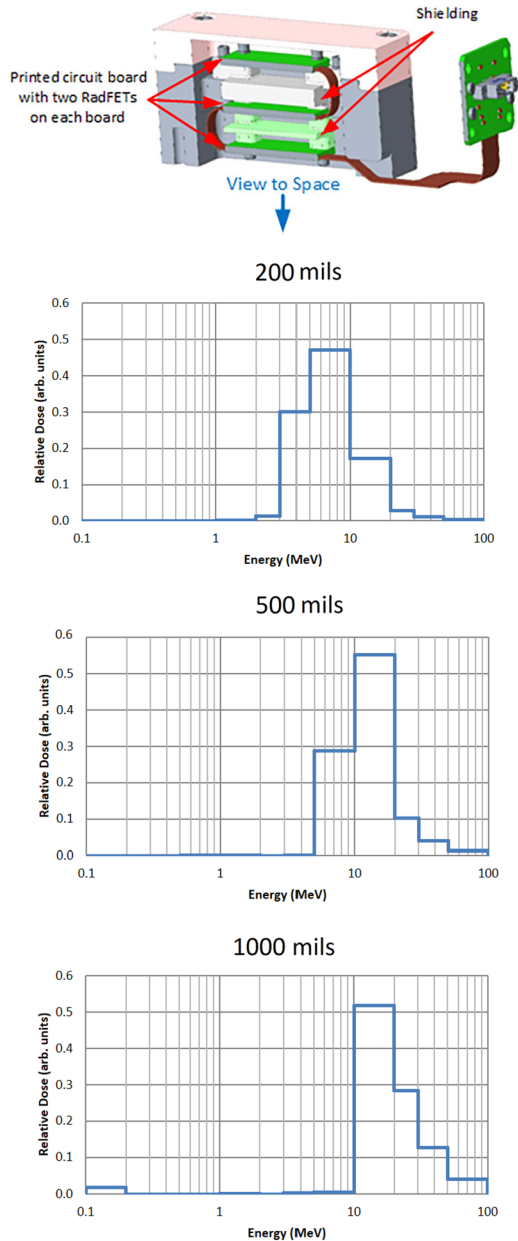 Shielding
Printed circuit board
with two RadFETs
on each board
View to Space
200 mils
Relative Dose (arb. units)
0.6
0.5
0.4
0.3
0.2
0.1
0.0
0.1 1 10 100
Energy (MeV)
500 mils
Relative Dose (arb. units)
0.6
0.5
0.4
0.3
0.2
0.1
0.0
0.1 1 10 100
Energy (MeV)
1000 mils
Relative Dose (arb. units)
0.6
0.5
0.4
0.3
0.2
0.1
0.0
0.1 1 10 100
Energy (MeV)